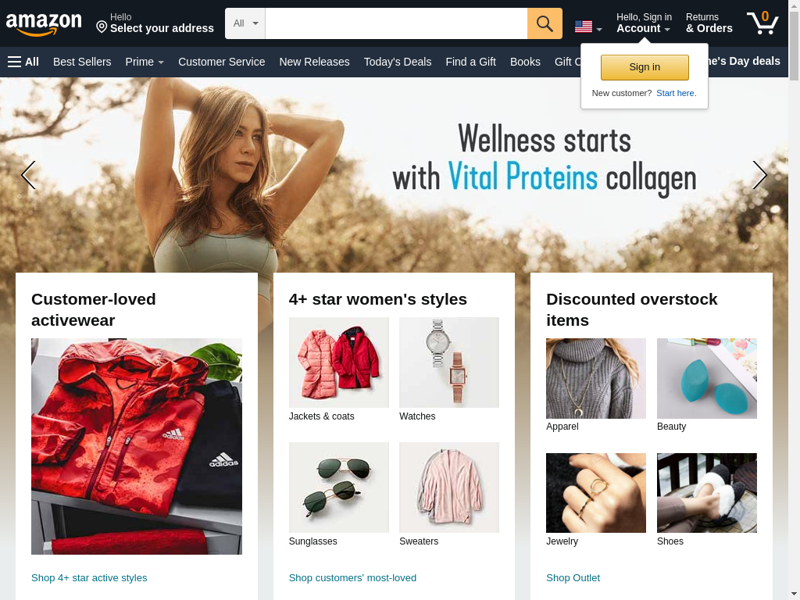 amazon
Hello
Select your address
All
Hello, Sign in
Account
Returns
& Orders
0
All
Best Sellers
Prime
Customer Service
New Releases
Today's Deals
Find a Gift
Books
Gift C
ne's Day deals
Sign in
New customer? Start here.
Wellness starts
with Vital Proteins collagen
Customer-loved
activewear
adidas
adidas
Shop 4+ star active styles
4+ star women's styles
Jackets & coats
Watches
Sunglasses
Sweaters
Shop customers' most-loved
Discounted overstock
items
Apparel
Beauty
Jewelry
Shoes
Shop Outlet